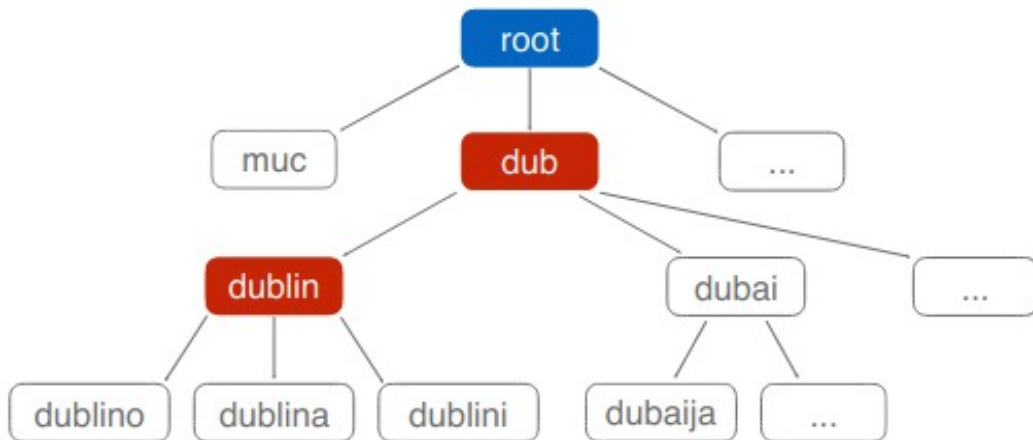 root
muc
dub
...
dublin
dubai
...
dublino
dublina
dublini
dubaija
...